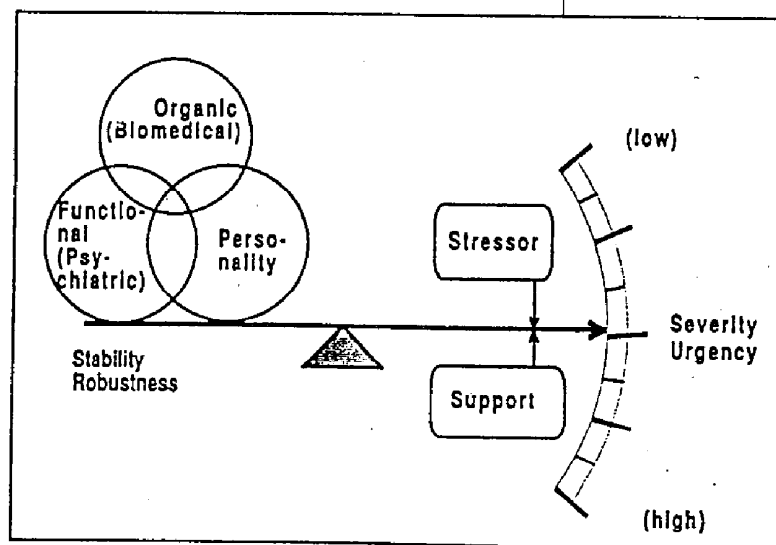 Organic
(Biomedical)
Functio-
nal
(Psy-
chiatric)
Perso-
nality
Stability
Robustness
Stressor
Support
(low)
Severity
Urgency
(high)